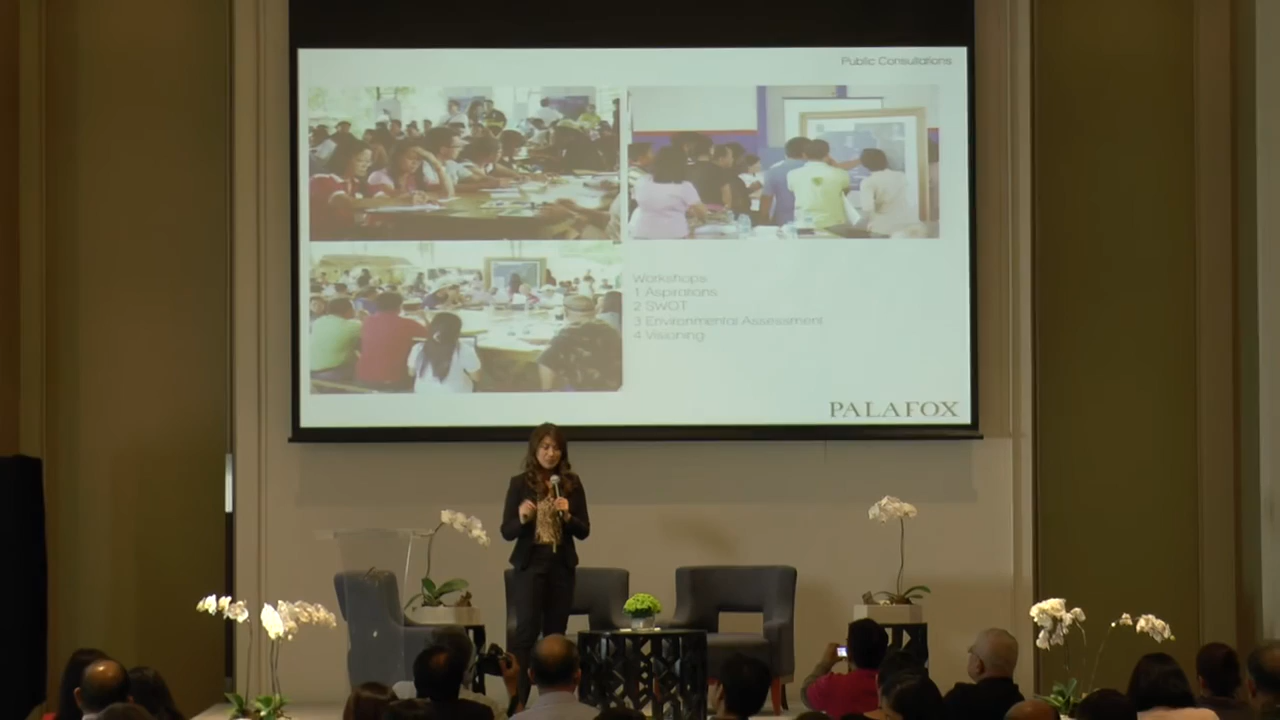 Public Consultations
Workshops:
1 Aspirations
2 SWOT
3 Environmental Assessment
4 Visioning
PALAFOX